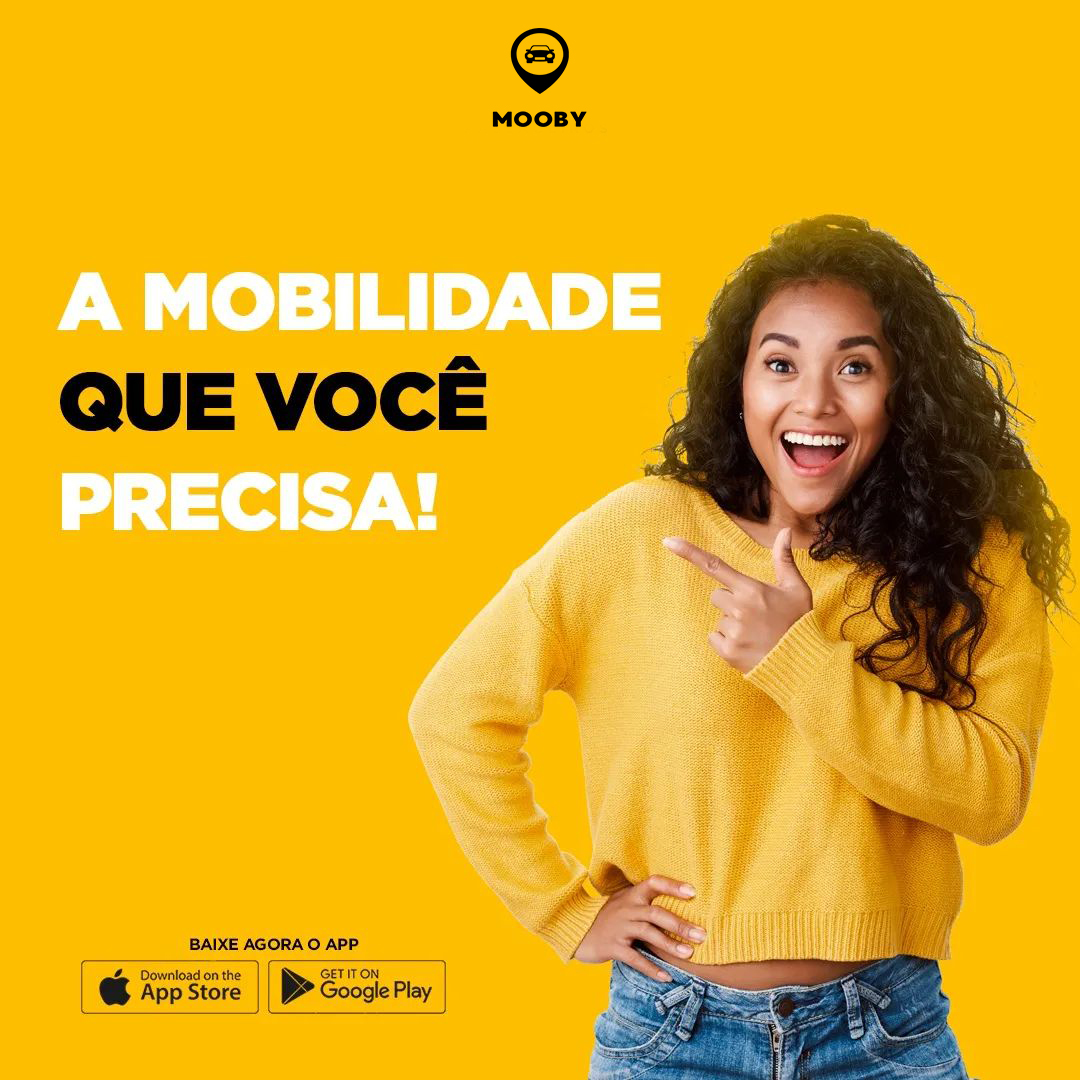 MOOBY
A MOBILIDADE
QUE VOCÊ
PRECISA!
BAIXE AGORA O APP
Download on the
App Store
GET IT ON
Google Play